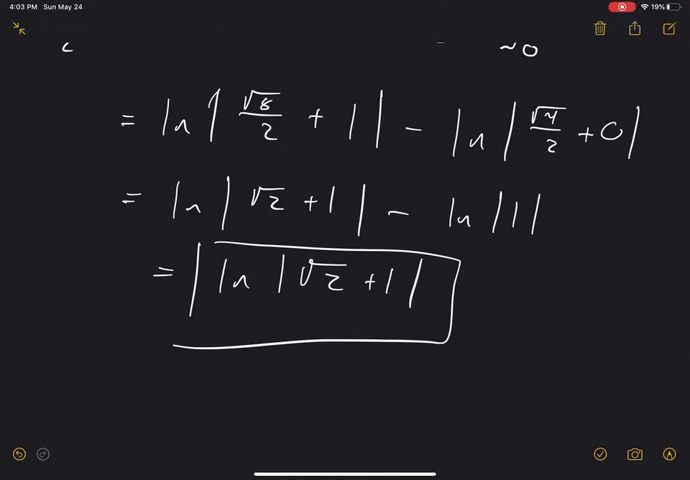 4:03 PM Sun May 24 19%
~0
= ln | √8/2 + 1 | - ln | √4/2 + 0 |
= ln | √2 + 1 | - ln | 1 |
= ln | √2 + 1 |